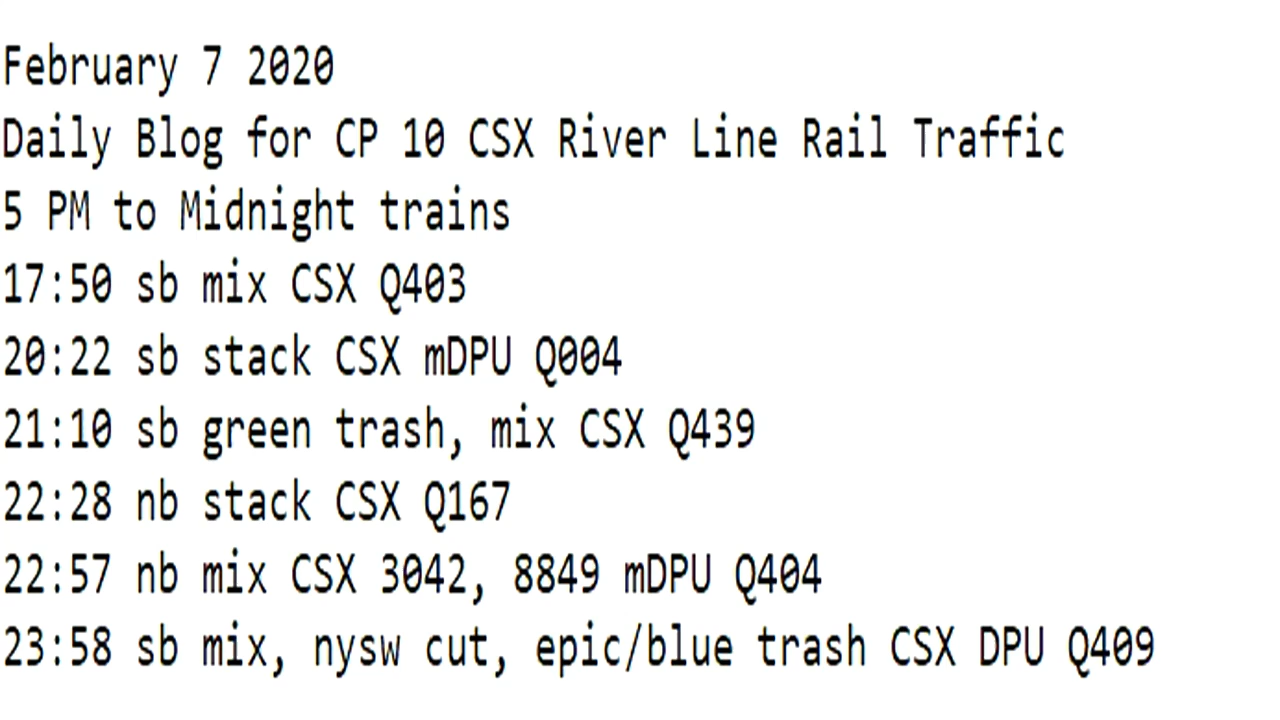 February 7 2020
Daily Blog for CP 10 CSX River Line Rail Traffic
5 PM to Midnight trains
17:50 sb mix CSX Q403
20:22 sb stack CSX mDPU Q004
21:10 sb green trash, mix CSX Q439
22:28 nb stack CSX Q167
22:57 nb mix CSX 3042, 8849 mDPU Q404
23:58 sb mix, nysw cut, epic/blue trash CSX DPU Q409